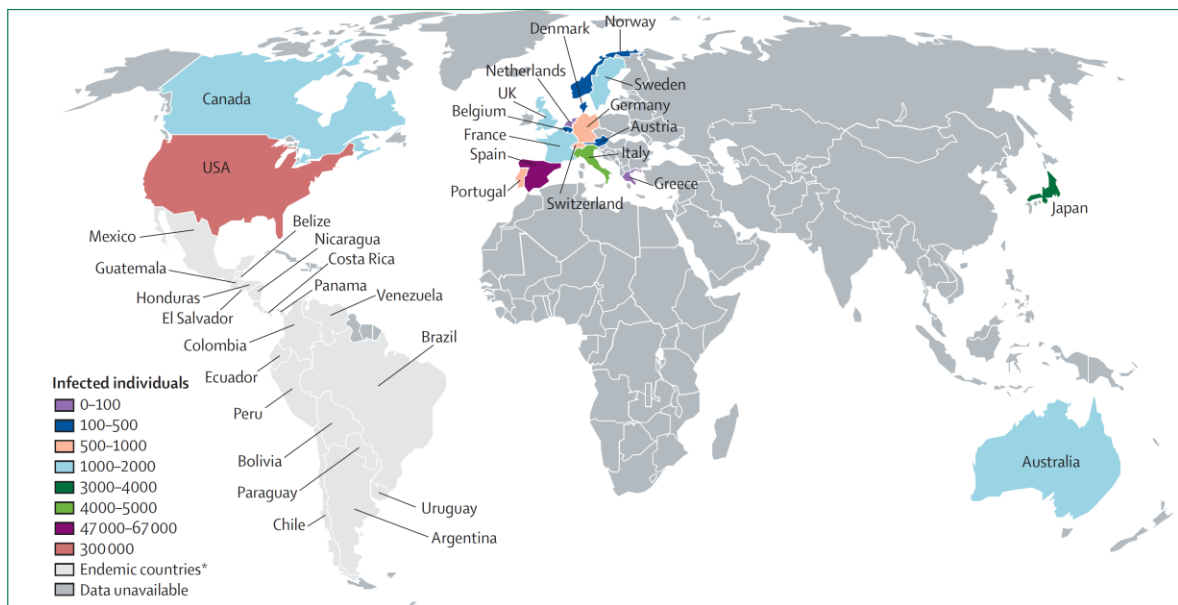 Norway
Denmark
Netherlands
Sweden
UK
Germany
Canada
Belgium
Austria
France
USA
Spain
Italy
Portugal
Greece
Switzerland
Japan
Belize
Mexico
Nicaragua
Costa Rica
Guatemala
Panama
Honduras
Venezuela
El Salvador
Colombia
Brazil
Ecuador
Peru
Bolivia
Australia
Paraguay
Uruguay
Chile
Argentina
Infected individuals
0–100
100–500
500–1000
1000–2000
3000–4000
4000–5000
47 000–67 000
300 000
Endemic countries*
Data unavailable